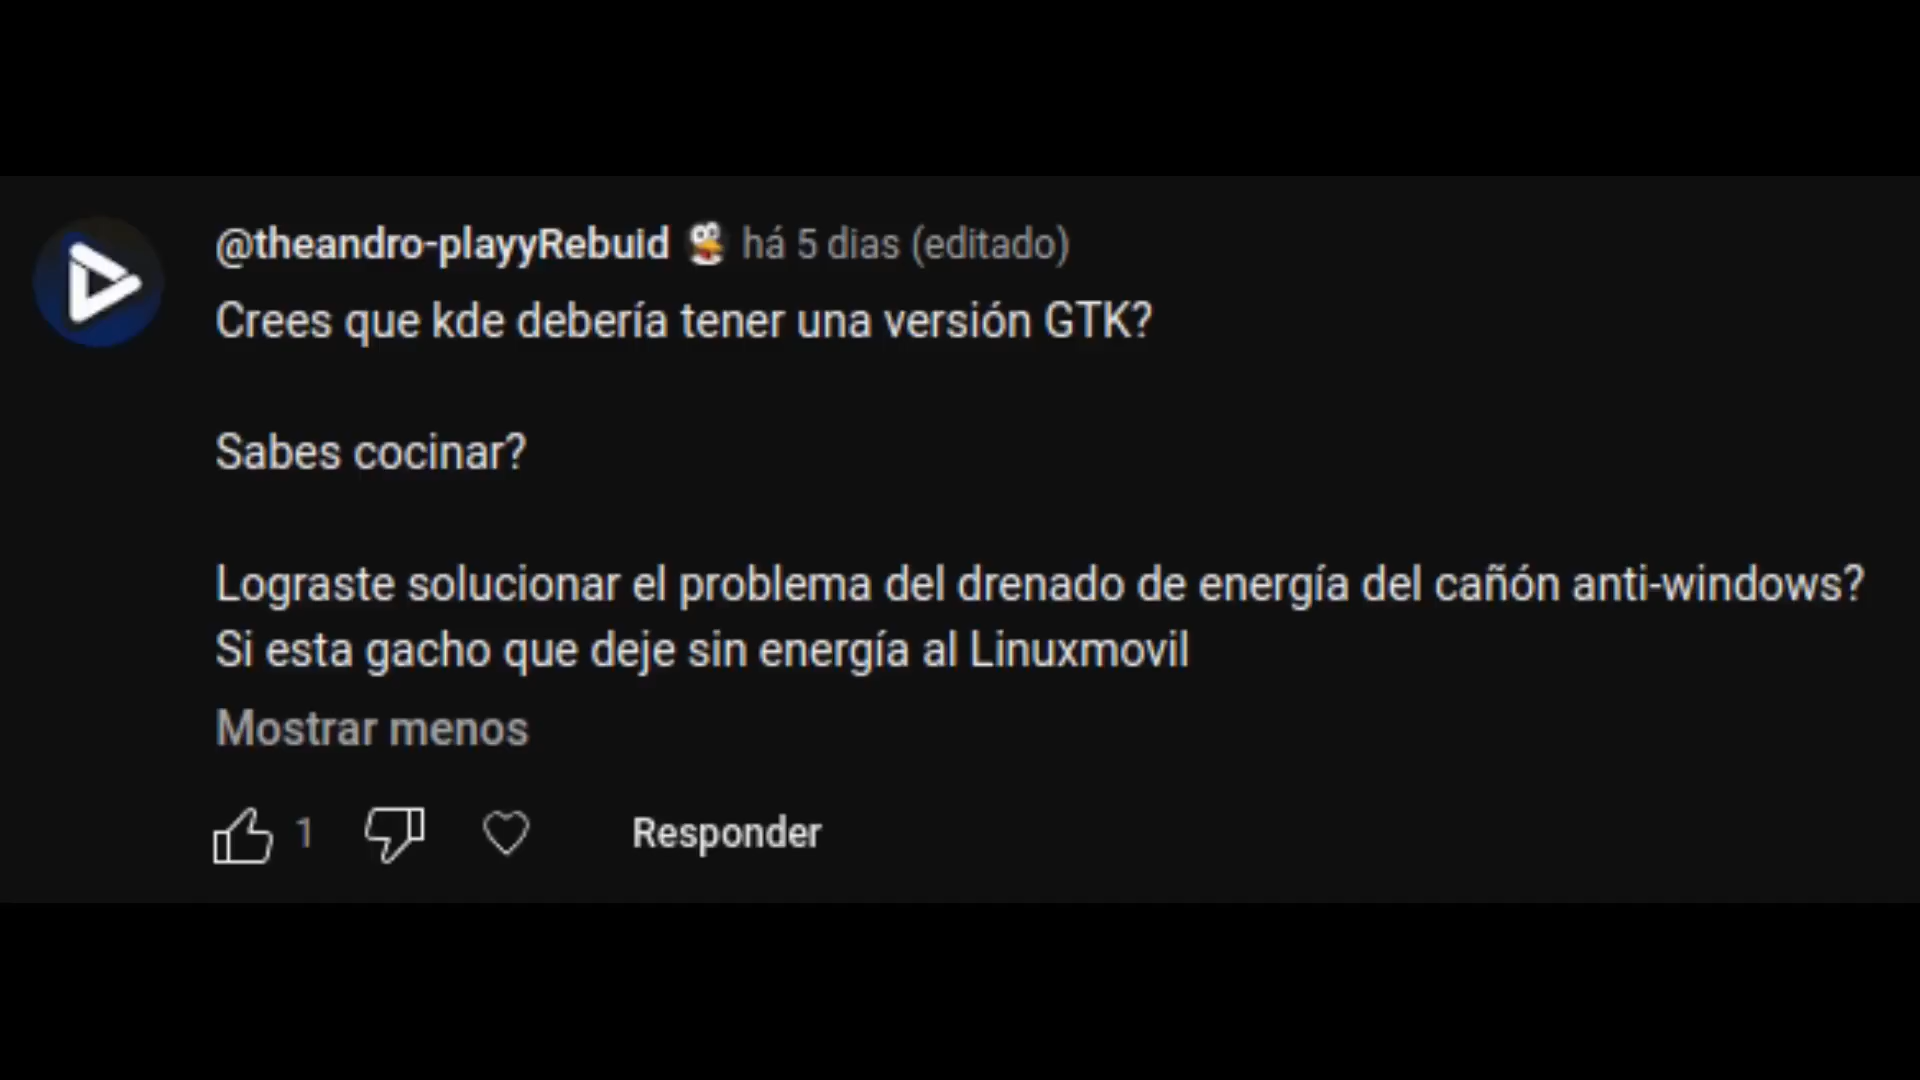 @theandro-playyRebuid há 5 dias (editado)
Crees que kde debería tener una versión GTK?
Sabes cocinar?
Lograste solucionar el problema del drenado de energía del cañón anti-windows?
Si esta gacho que deje sin energía al Linuxmovil
Mostrar menos
1 Responder